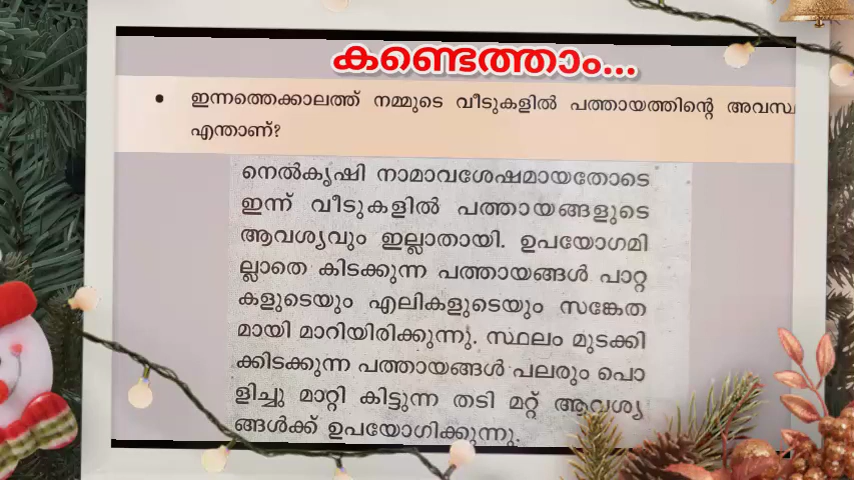 കണ്ടെത്താം...
ഇന്നത്തെക്കാലത്ത് നമ്മുടെ വീടുകളിൽ പത്തായത്തിന്റെ
എന്താണ്?
നെൽകൃഷി നാമാവശേഷമായതോടെ
ഇന്ന് വീടുകളിൽ പത്തായങ്ങളുടെ
ആവശ്യവും ഇല്ലാതായി. ഉപയോഗമി
ല്ലാതെ കിടക്കുന്ന പത്തായങ്ങൾ പാറ്റ
കളുടെയും എലികളുടെയും സങ്കേത
മായി മാറിയിരിക്കുന്നു. സ്ഥലം മുടക്കി
ക്കിടക്കുന്ന പത്തായങ്ങൾ പലരും പൊ
ളിച്ചു മാറ്റി കിട്ടുന്ന തടി മറ്റ് ആവശ്യ
ങ്ങൾക്ക് ഉപയോഗിക്കുന്നു.